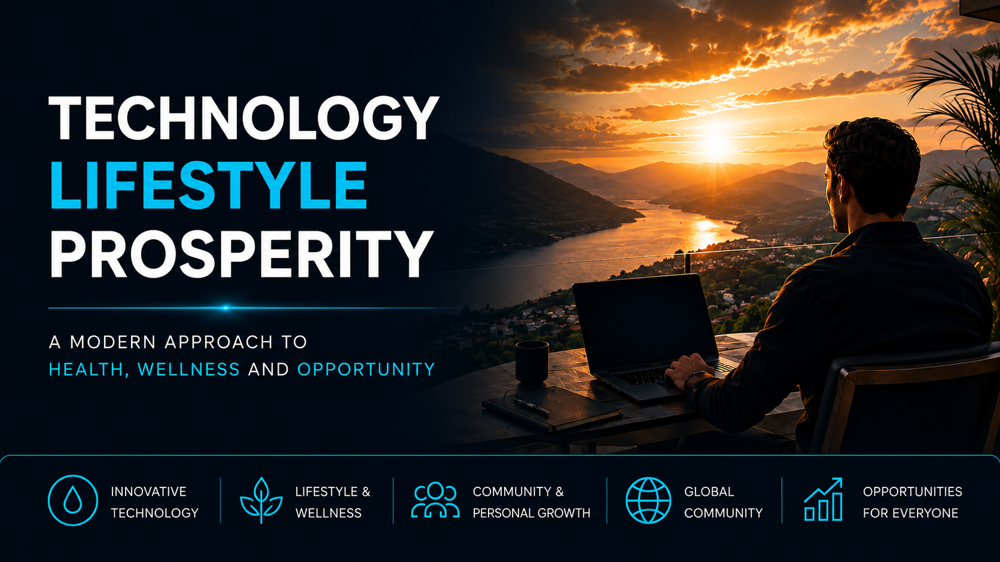 TECHNOLOGY
LIFESTYLE
PROSPERITY
A MODERN APPROACH TO
HEALTH, WELLNESS AND OPPORTUNITY
INNOVATIVE
TECHNOLOGY
LIFESTYLE &
WELLNESS
COMMUNITY &
PERSONAL GROWTH
GLOBAL
COMMUNITY
OPPORTUNITIES
FOR EVERYONE